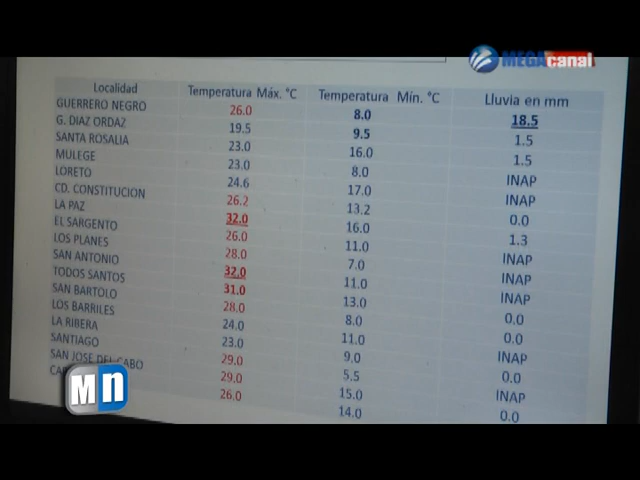 MEGAcanal
Localidad Temperatura Máx. °C Temperatura Mín. °C Lluvia en mm
GUERRERO NEGRO 26.0 8.0 18.5
G. DIAZ ORDAZ 19.5 9.5 1.5
SANTA ROSALIA 23.0 16.0 1.5
MULEGE 23.0 8.0 INAP
LORETO 24.6 17.0 INAP
CD. CONSTITUCION 26.2 13.2 0.0
LA PAZ 32.0 16.0 1.3
EL SARGENTO 26.0 11.0 INAP
LOS PLANES 28.0 7.0 INAP
SAN ANTONIO 32.0 11.0 INAP
TODOS SANTOS 31.0 13.0 0.0
SAN BARTOLO 28.0 8.0 0.0
LOS BARRILES 24.0 11.0 INAP
LA RIBERA 23.0 9.0 0.0
SANTIAGO 29.0 5.5 INAP
SAN JOSE DEL CABO 29.0 15.0 0.0
26.0 14.0
Mn